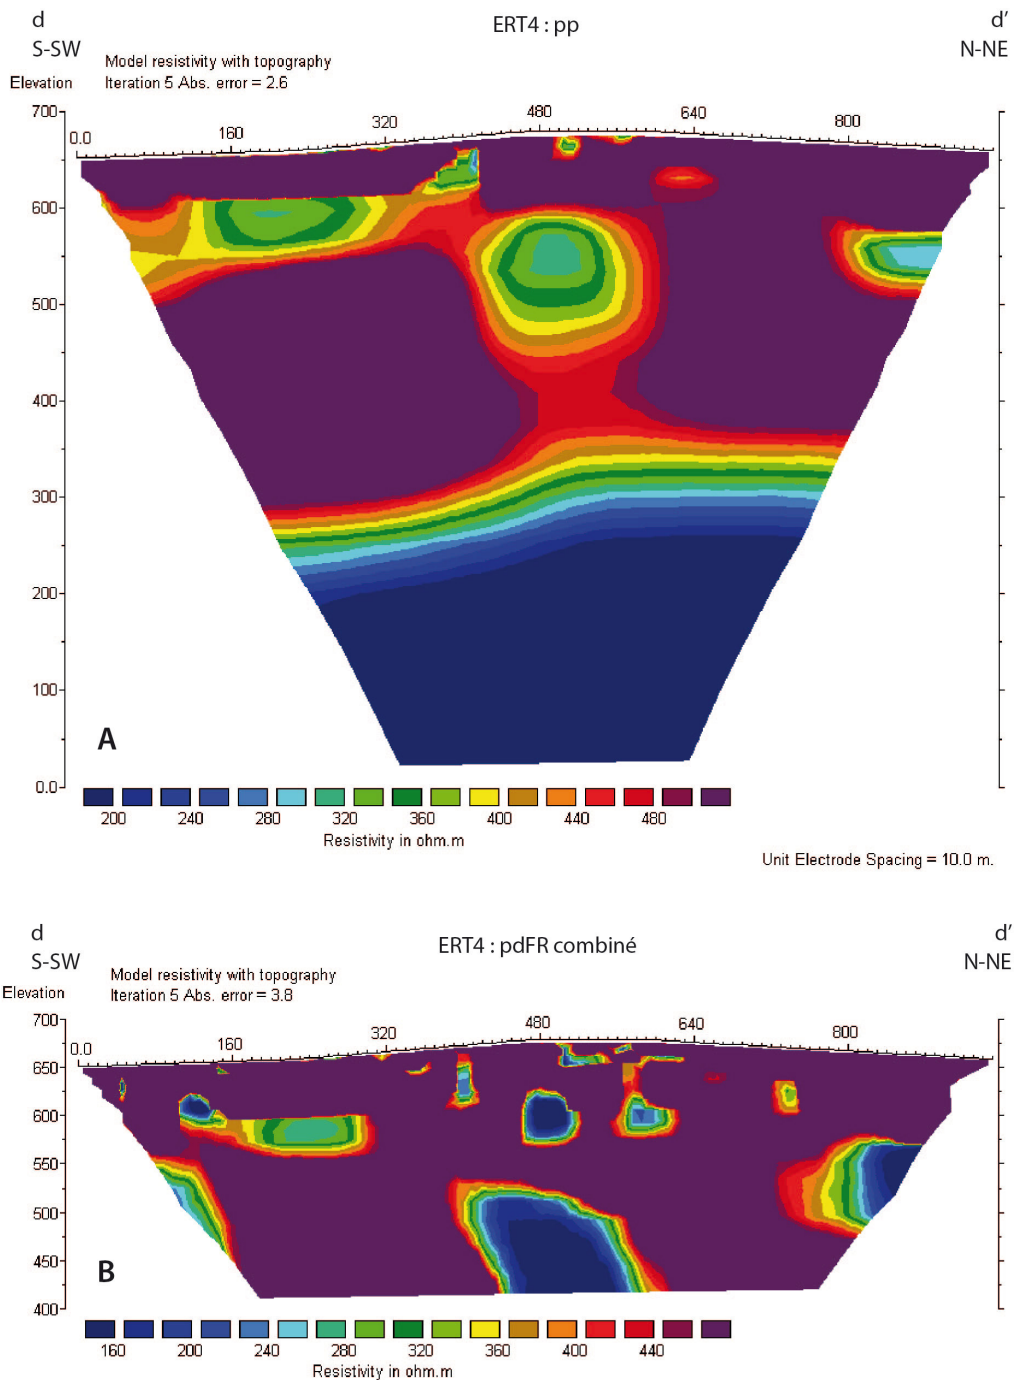 d
d'
ERT4 : pp
S-SW
N-NE
Model resistivity with topography
Elevation
Iteration 5 Abs. error = 2.6
700
0.0
160
320
480
640
800
600
500
400
300
200
100
0.0
A
200 240 280 320 360 400 440 480
Resistivity in ohm.m
Unit Electrode Spacing = 10.0 m.
d
d'
ERT4 : pdFR combiné
S-SW
N-NE
Model resistivity with topography
Elevation
Iteration 5 Abs. error = 3.8
700
0.0
160
320
480
640
800
650
600
550
500
450
400
B
160 200 240 280 320 360 400 440
Resistivity in ohm.m